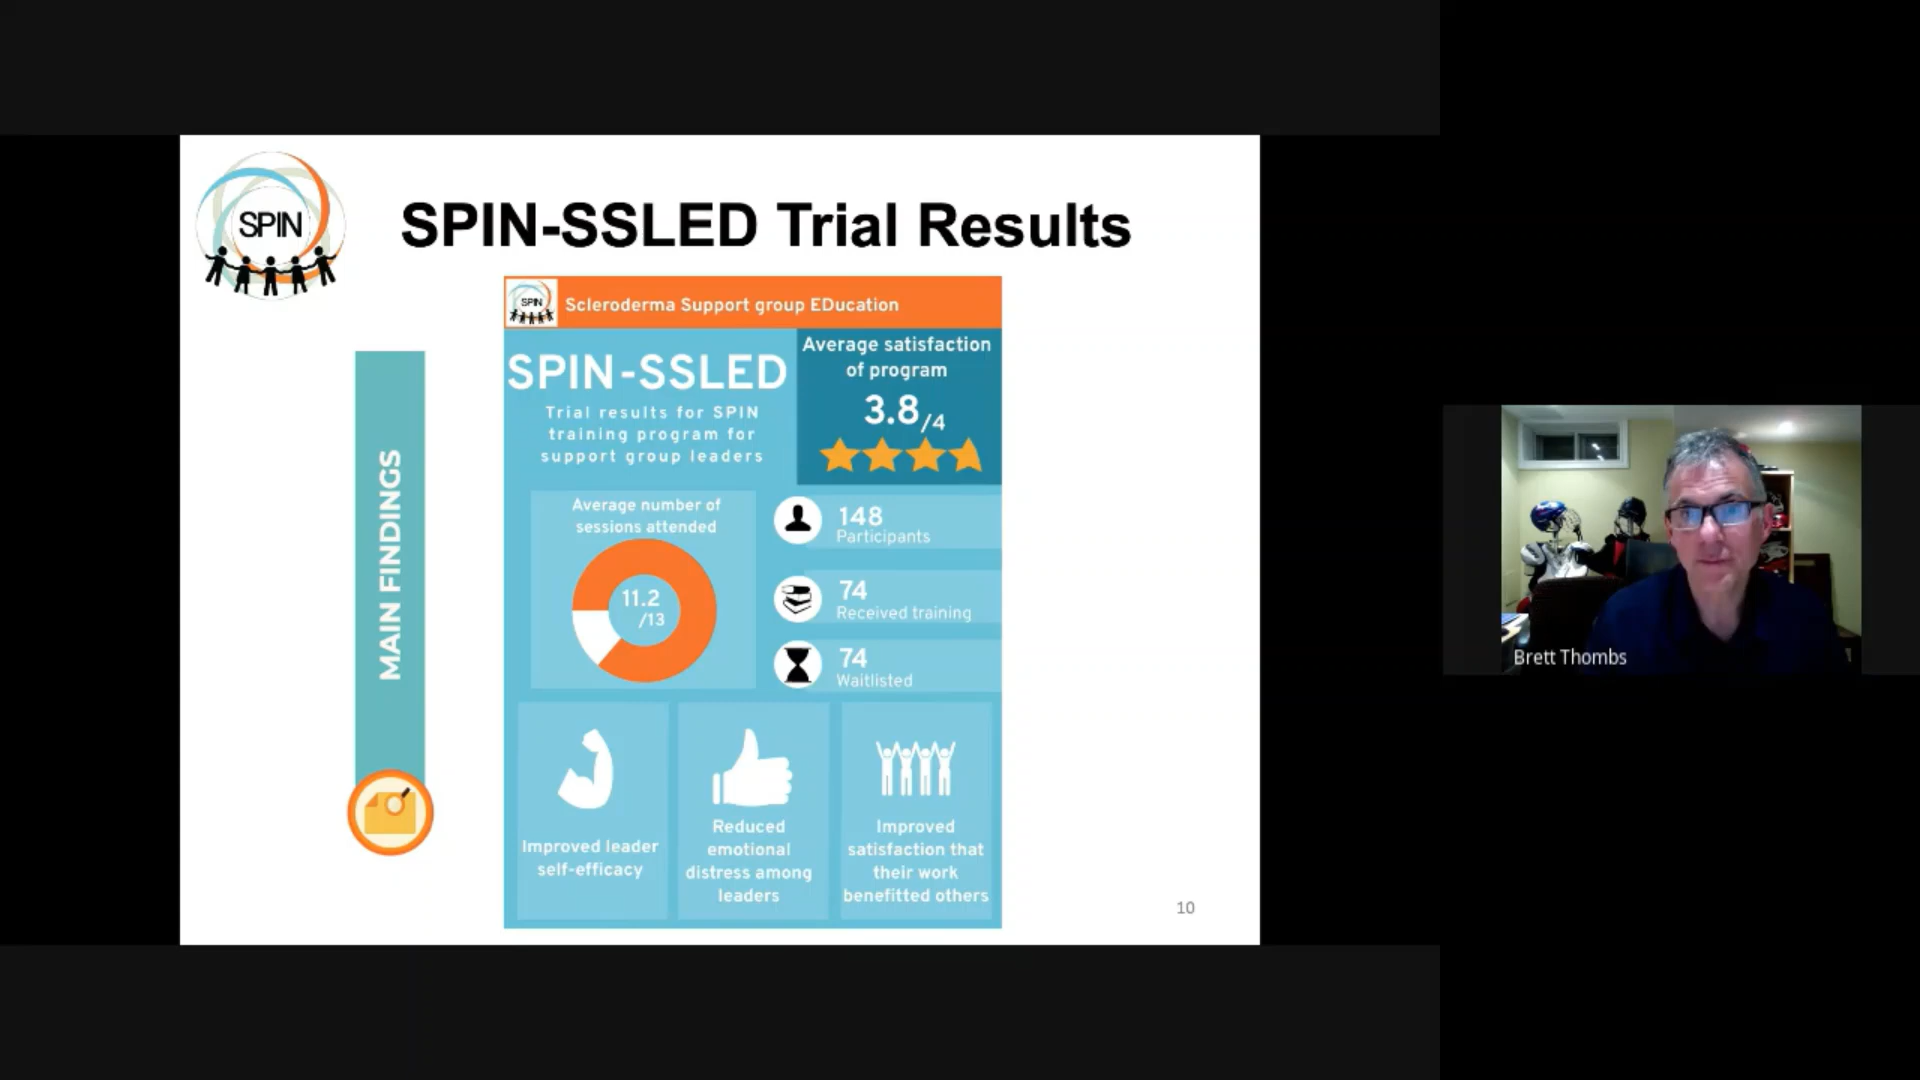 SPIN
SPIN-SSLED Trial Results
MAIN FINDINGS
SPIN
Scleroderma Support group EDucation
SPIN-SSLED
Trial results for SPIN
training program for
support group leaders
Average satisfaction
of program
3.8/4
Average number of
sessions attended
11.2
/13
148
Participants
74
Received training
74
Waitlisted
Improved leader
self-efficacy
Reduced
emotional
distress among
leaders
Improved
satisfaction that
their work
benefitted others
10
Brett Thombs